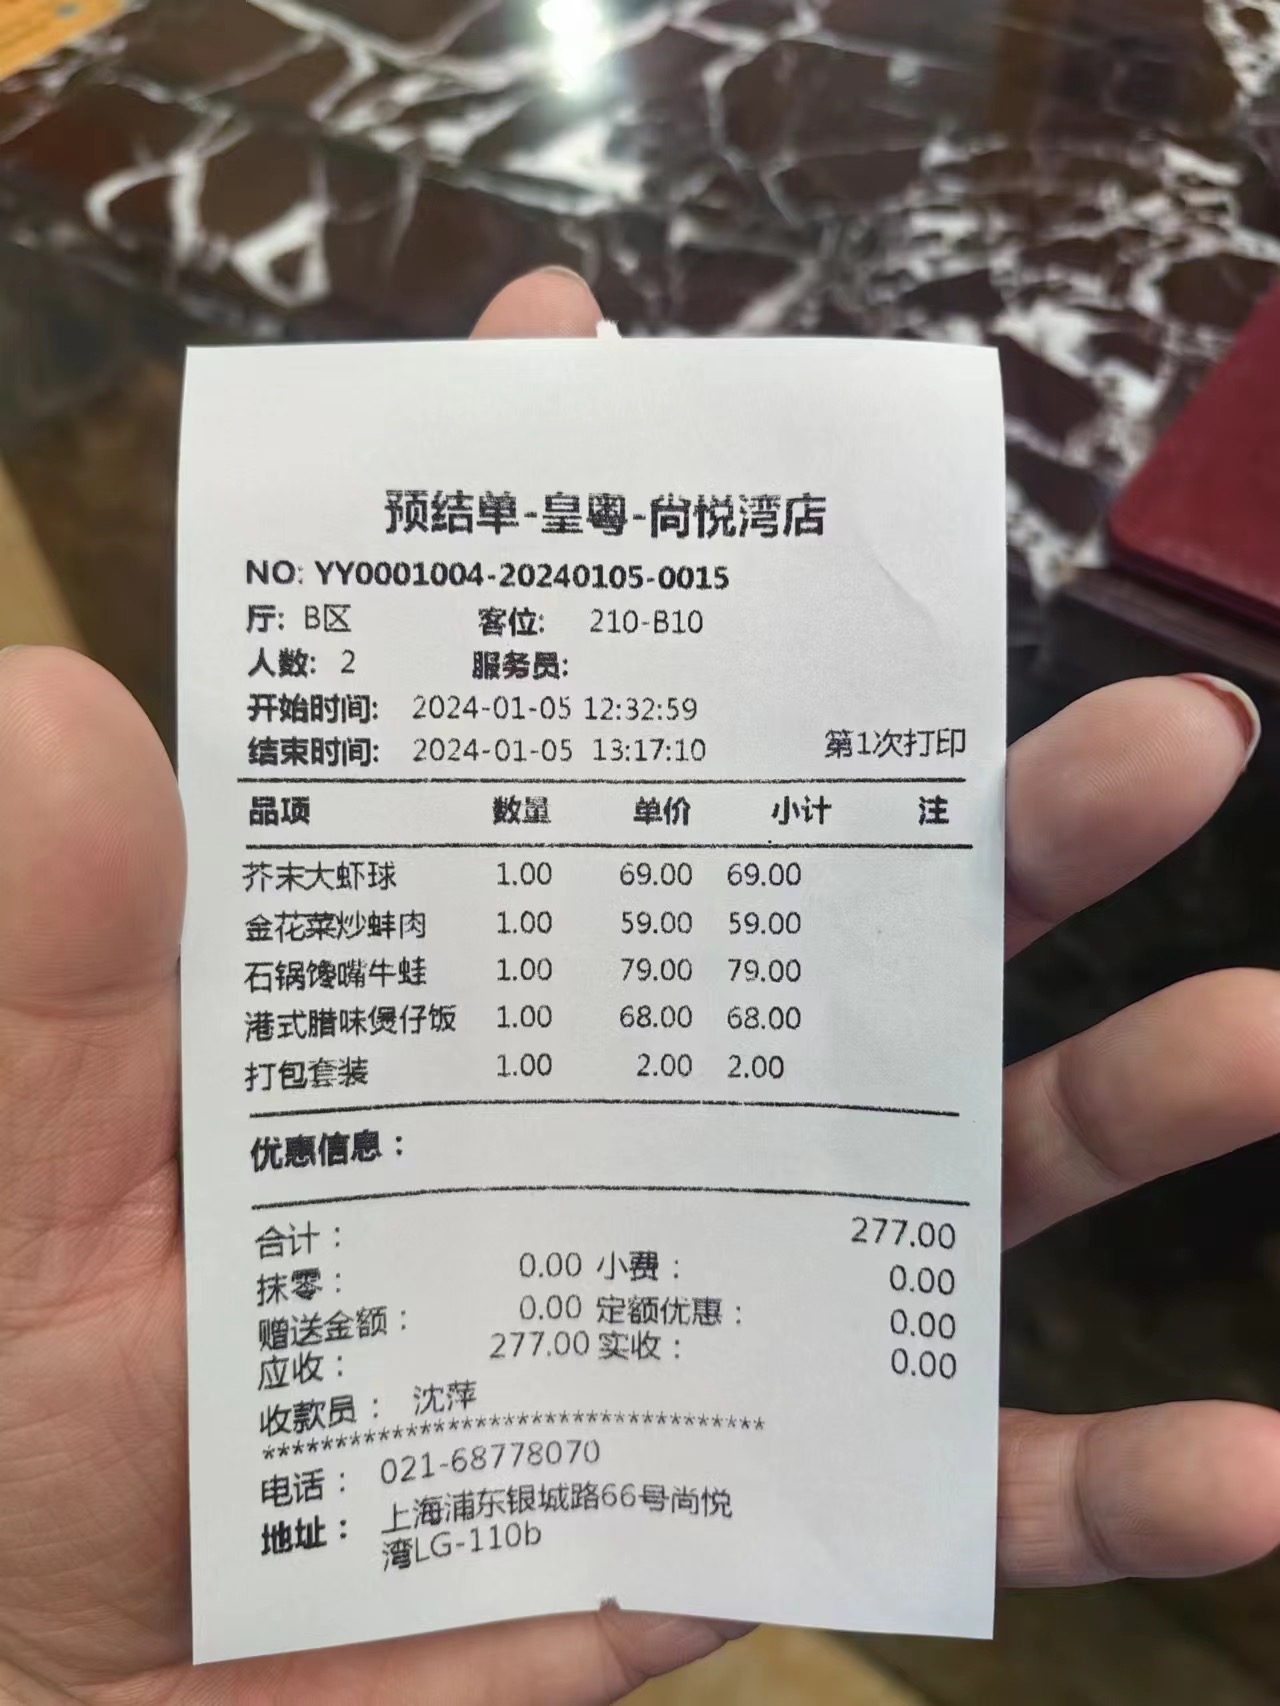 预结单-皇粤-尚悦湾店
NO: YY0001004-20240105-0015
厅: B区 客位: 210-B10
人数: 2 服务员:
开始时间: 2024-01-05 12:32:59
结束时间: 2024-01-05 13:17:10 第1次打印
品项 数量 单价 小计 注
芥末大虾球 1.00 69.00 69.00
金花菜炒蚌肉 1.00 59.00 59.00
石锅馋嘴牛蛙 1.00 79.00 79.00
港式腊味煲仔饭 1.00 68.00 68.00
打包套装 1.00 2.00 2.00
优惠信息：
合计： 277.00
抹零： 0.00 小费： 0.00
赠送金额： 0.00 定额优惠： 0.00
应收： 277.00 实收： 0.00
收款员： 沈萍
******************************************
电话： 021-68778070
地址： 上海浦东银城路66号尚悦
湾LG-110b